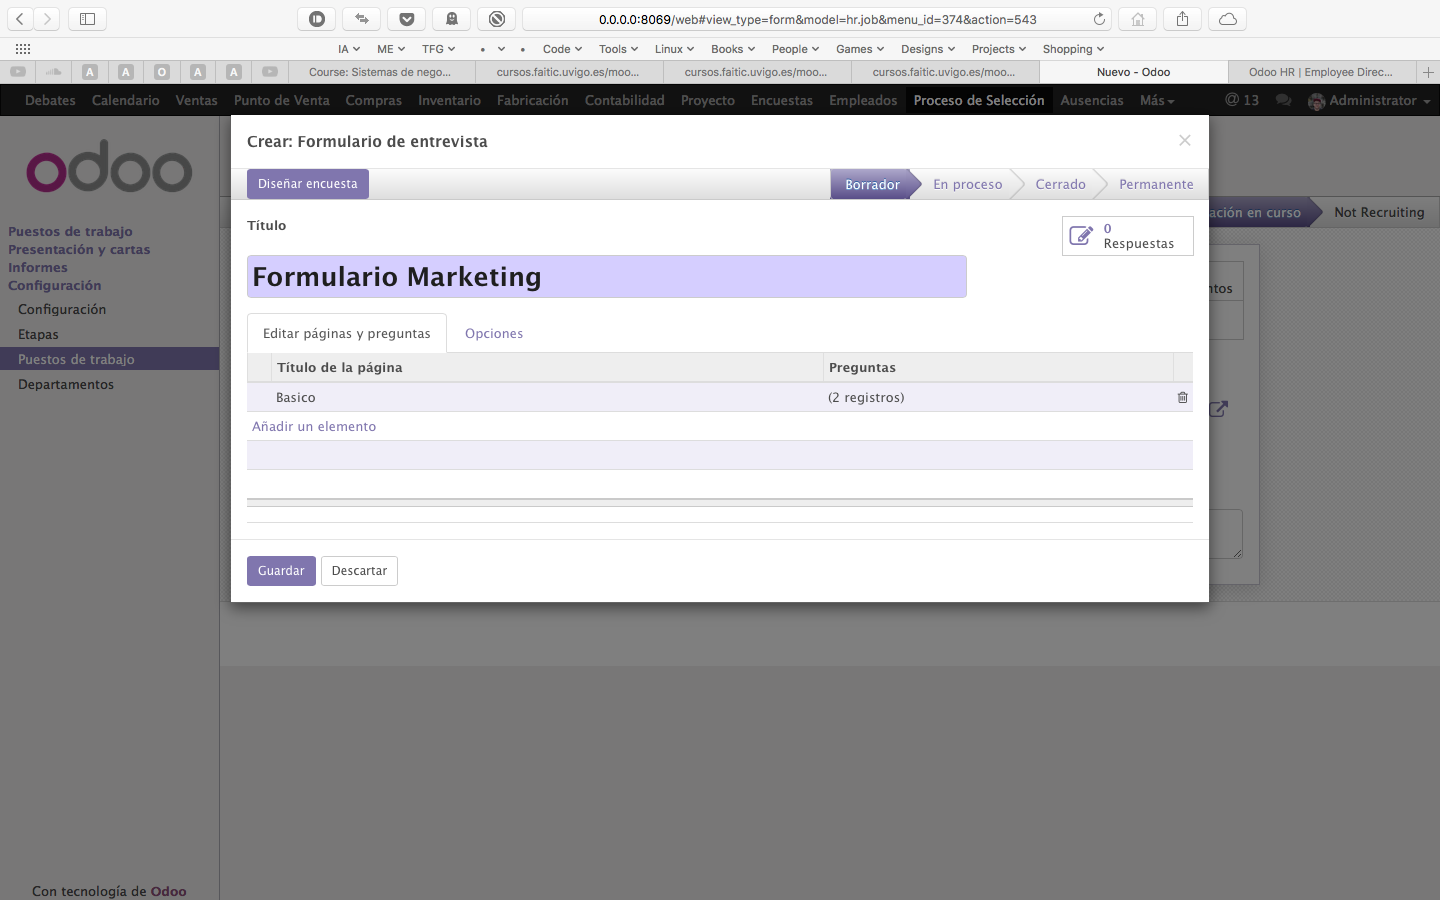 0.0.0.0:8069/web#view_type=form&model=hr.job&menu_id=374&action=543
IA ME TFG Code Tools Linux Books People Games Designs Projects Shopping
A A O A A Course: Sistemas de nego... cursos.faitic.uvigo.es/moo... cursos.faitic.uvigo.es/moo... cursos.faitic.uvigo.es/moo... Nuevo - Odoo Odoo HR | Employee Direc...
Debates Calendario Ventas Punto de Venta Compras Inventario Fabricación Contabilidad Proyecto Encuestas Empleados Proceso de Selección Ausencias Más @ 13 Administrator
odoo
Puestos de trabajo
Presentación y cartas
Informes
Configuración
Configuración
Etapas
Puestos de trabajo
Departamentos
Con tecnología de Odoo
Crear: Formulario de entrevista
×
Diseñar encuesta
Borrador En proceso Cerrado Permanente
Título
0
Respuestas
Formulario Marketing
Editar páginas y preguntas Opciones
Título de la página Preguntas
Basico (2 registros)
Añadir un elemento
Guardar Descartar
ación en curso Not Recruiting
ntos